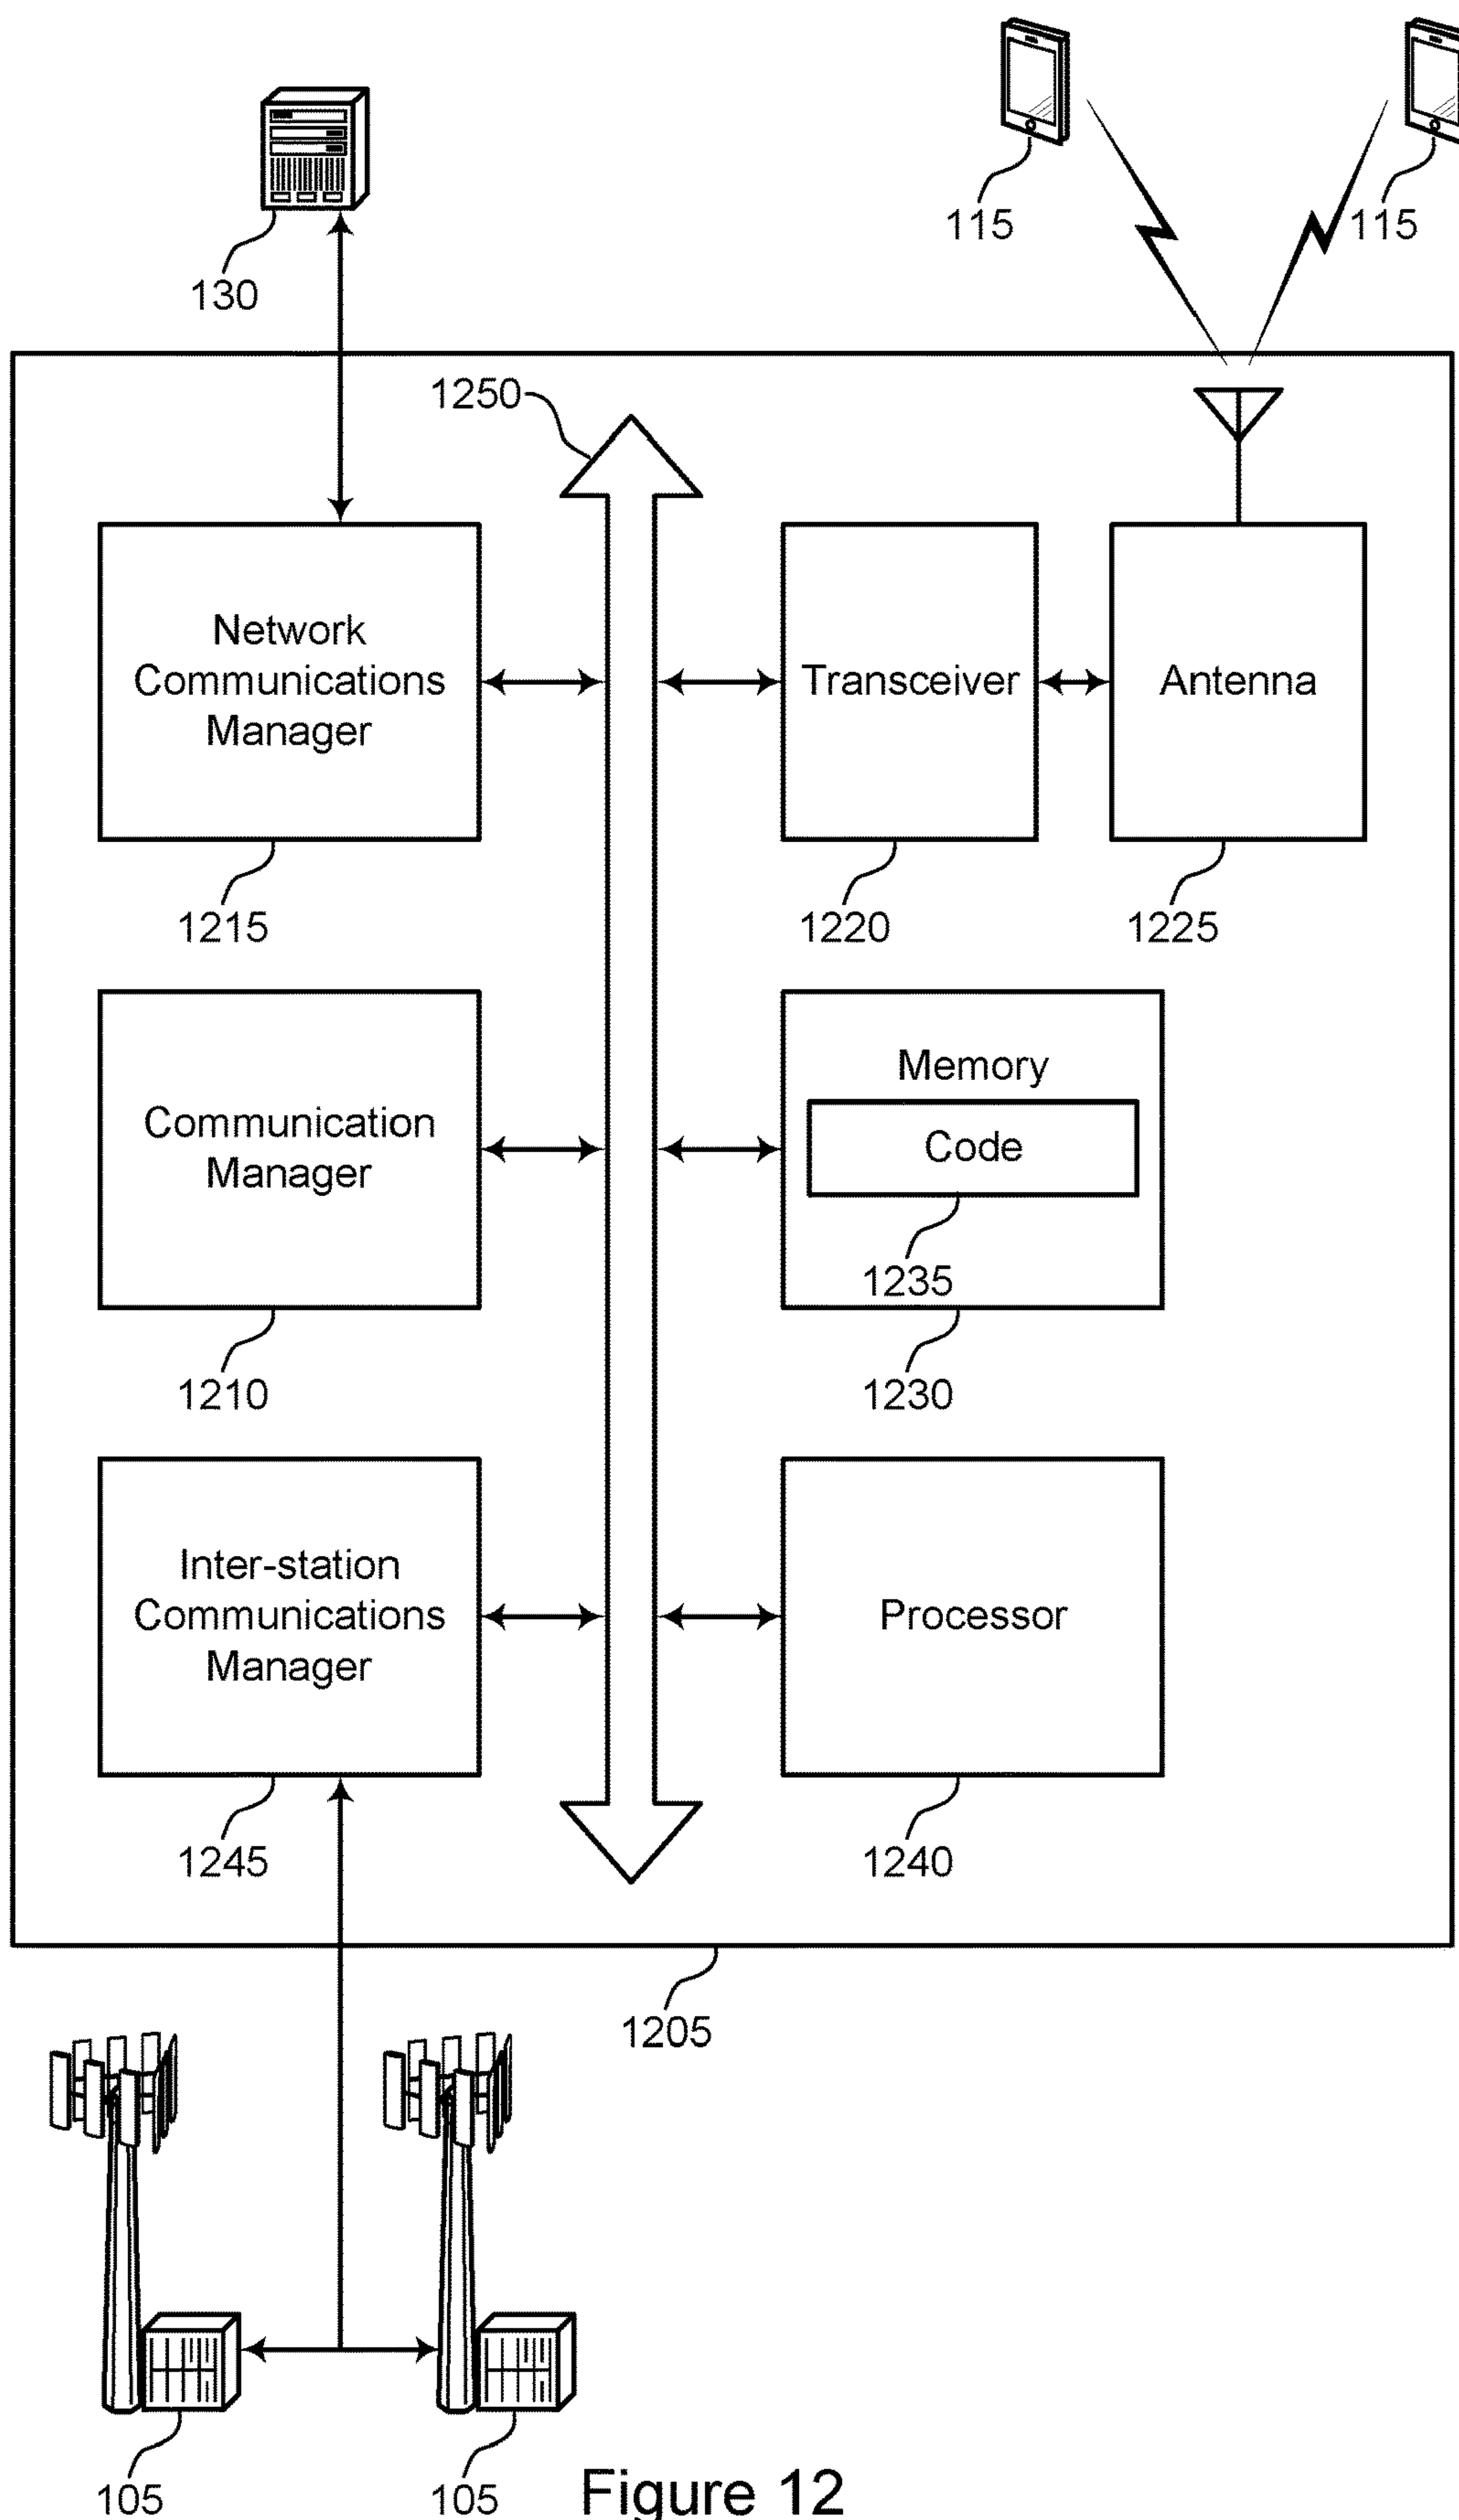 115
115
130
1250
Network
Communications
Manager
Transceiver
Antenna
1215
1220
1225
Communication
Manager
Memory
Code
1235
1210
1230
Inter-station
Communications
Manager
Processor
1245
1240
1205
105
105
Figure 12